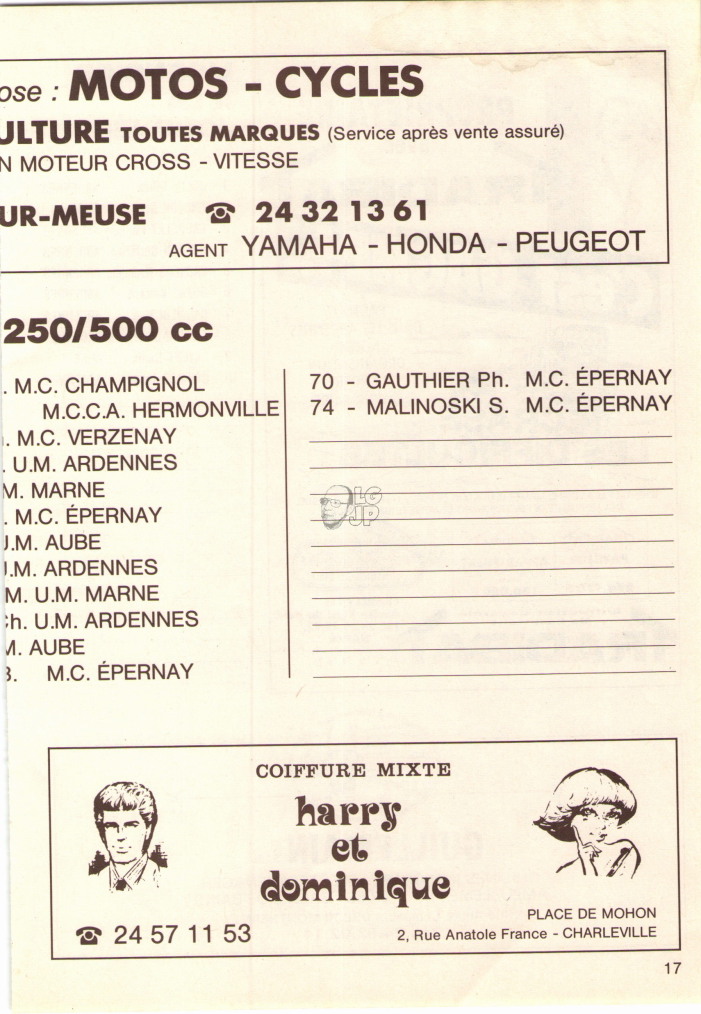 ose : MOTOS - CYCLES
ULTURE TOUTES MARQUES (Service après vente assuré)
N MOTEUR CROSS - VITESSE
UR-MEUSE ☎ 24 32 13 61
AGENT YAMAHA - HONDA - PEUGEOT
250/500 cc
. M.C. CHAMPIGNOL
M.C.C.A. HERMONVILLE
. M.C. VERZENAY
. U.M. ARDENNES
M. MARNE
. M.C. ÉPERNAY
U.M. AUBE
U.M. ARDENNES
M. U.M. MARNE
Ch. U.M. ARDENNES
M. AUBE
B. M.C. ÉPERNAY
70 - GAUTHIER Ph. M.C. ÉPERNAY
74 - MALINOSKI S. M.C. ÉPERNAY
LG
JP
COIFFURE MIXTE
harry
et
dominique
☎ 24 57 11 53
PLACE DE MOHON
2, Rue Anatole France - CHARLEVILLE
17